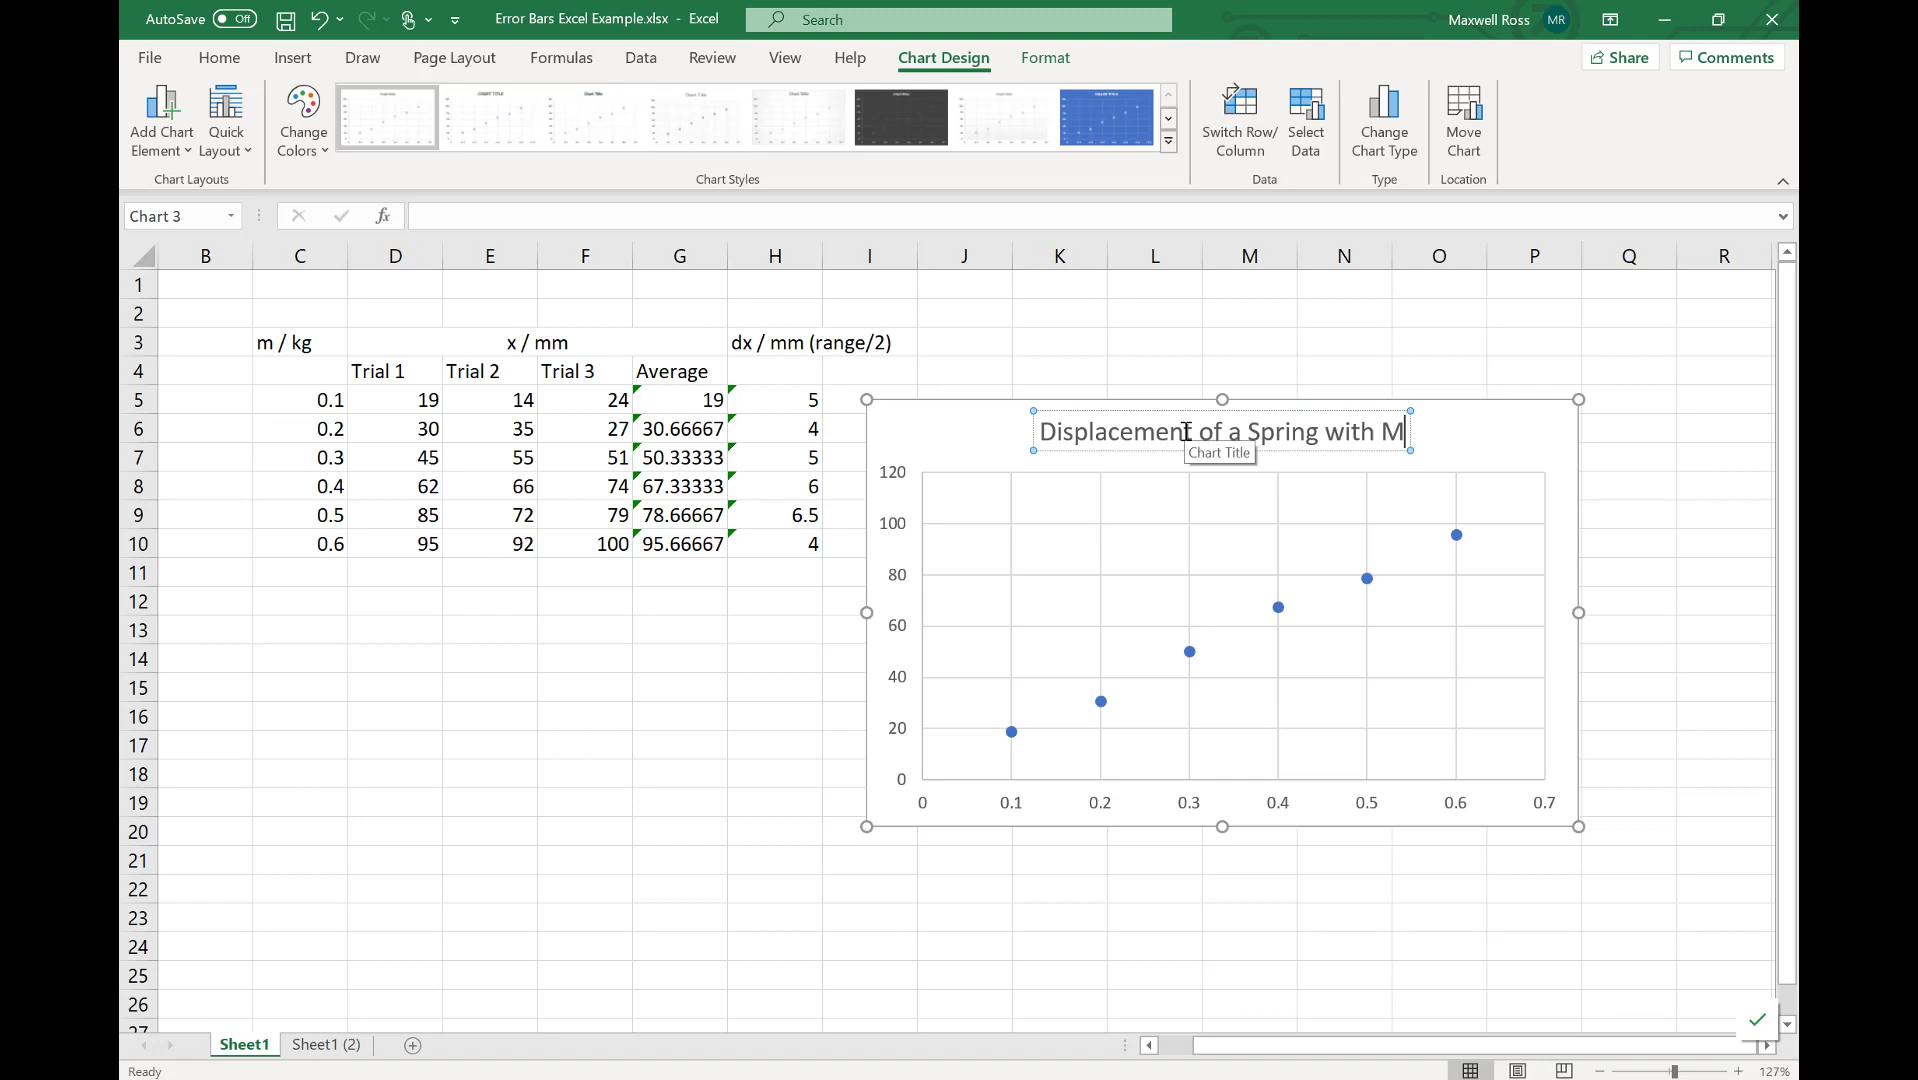 AutoSave Off Error Bars Excel Example.xlsx - Excel Search Maxwell Ross MR
File Home Insert Draw Page Layout Formulas Data Review View Help Chart Design Format Share Comments
Add Chart Element
Quick Layout
Change Colors
Switch Row/ Column
Select Data
Change Chart Type
Move Chart
Chart Layouts Chart Styles Data Type Location
Chart 3 fx
B C D E F G H I J K L M N O P Q R
1
2
3 m / kg x / mm dx / mm (range/2)
4 Trial 1 Trial 2 Trial 3 Average
5 0.1 19 14 24 19 5
6 0.2 30 35 27 30.66667 4
7 0.3 45 55 51 50.33333 5
8 0.4 62 66 74 67.33333 6
9 0.5 85 72 79 78.66667 6.5
10 0.6 95 92 100 95.66667 4
11
12
13
14
15
16
17
18
19
20
21
22
23
24
25
26
27
Displacement of a Spring with M
Chart Title
120
100
80
60
40
20
0
0 0.1 0.2 0.3 0.4 0.5 0.6 0.7
Sheet1 Sheet1 (2)
Ready 127%